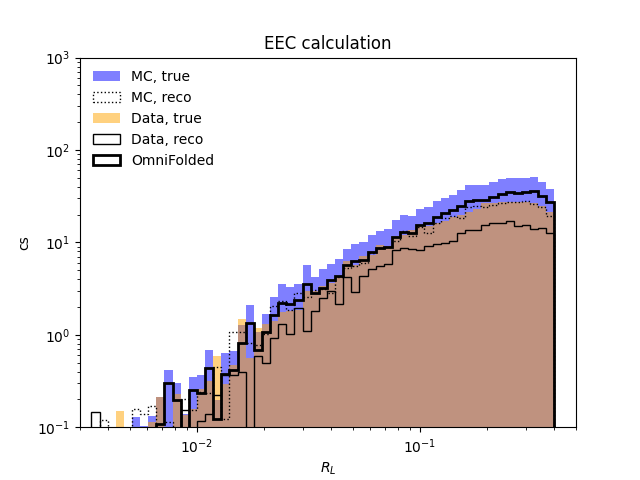 EEC calculation
10³
10²
10¹
10⁰
10⁻¹
cs
MC, true
MC, reco
Data, true
Data, reco
OmniFolded
10⁻²
10⁻¹
R_L